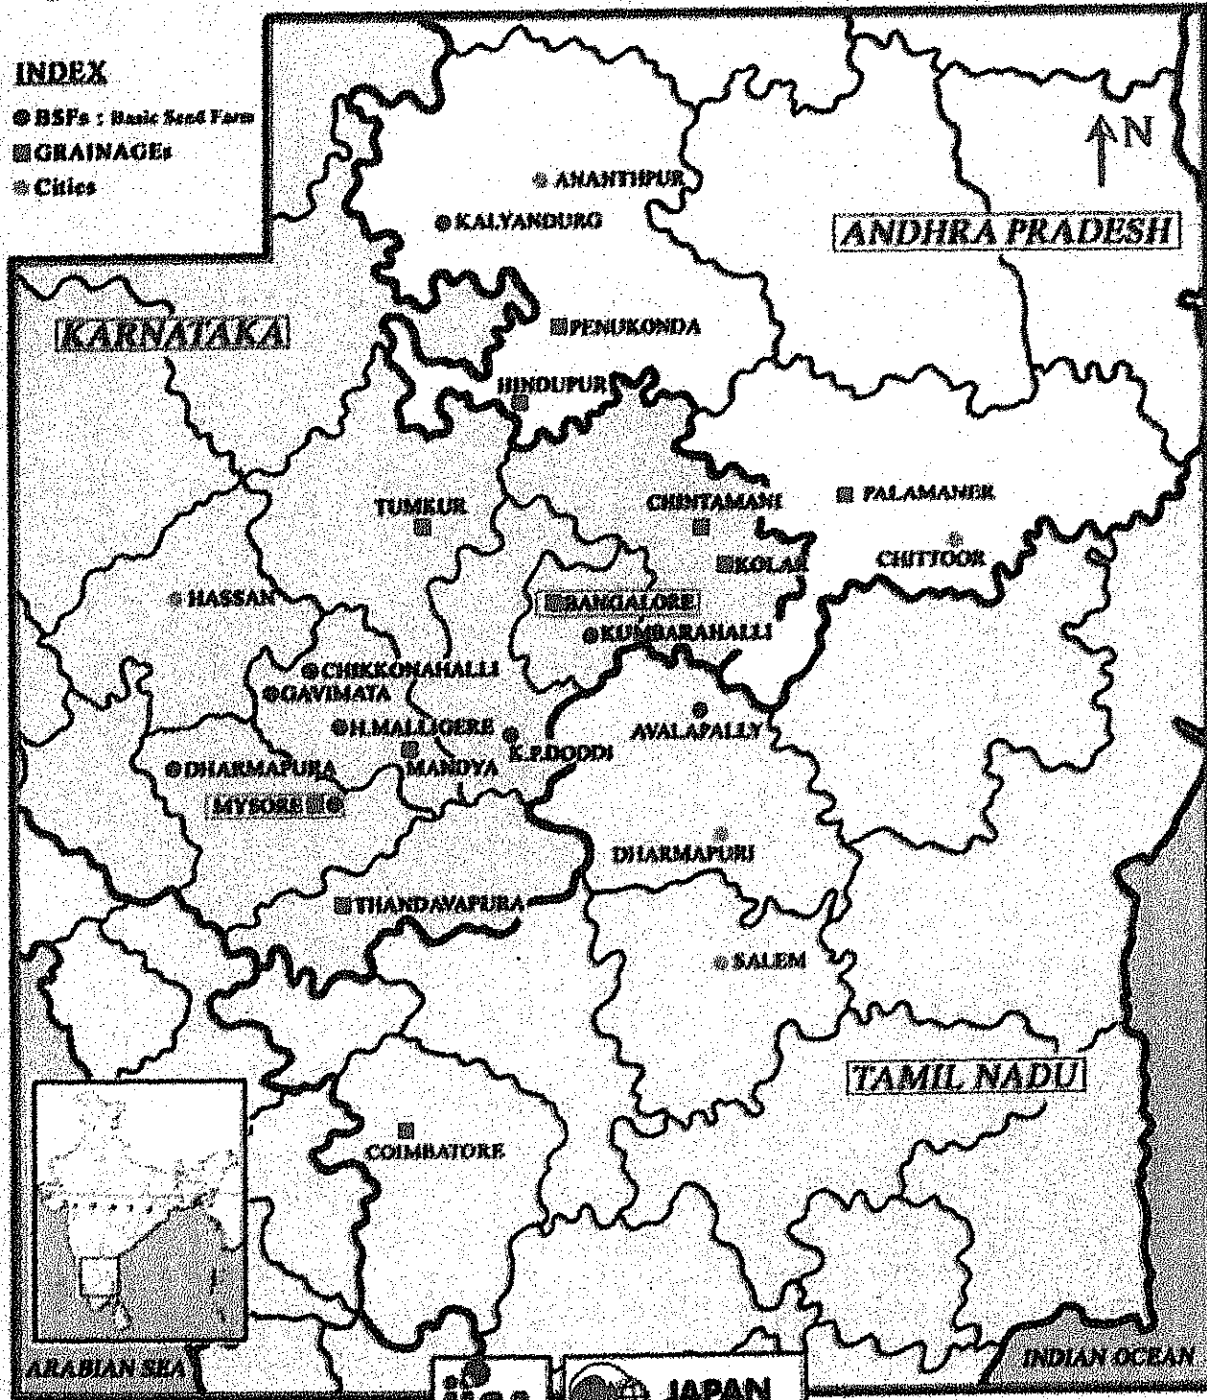 INDEX
BSFs : Basic Seed Farm
GRAINAGEs
Cities
N
ANANTHPUR
KALYANDURG
ANDHRA PRADESH
KARNATAKA
PENUKONDA
HINDUPUR
TUMKUR
CHINTAMANI
PALAMANER
KOLAR
CHITTOOR
HASSAN
BANGALORE
KUMBARAHALLI
CHIKKONAHALLI
GAVIMATA
H.MALLIGERE
AVALAPALLY
K.P.DODDI
DHARMAPURA
MANDYA
MYSORE
DHARMAPURI
THANDAVAPURA
SALEM
TAMIL NADU
COIMBATORE
ARABIAN SEA
INDIAN OCEAN
jica
JAPAN